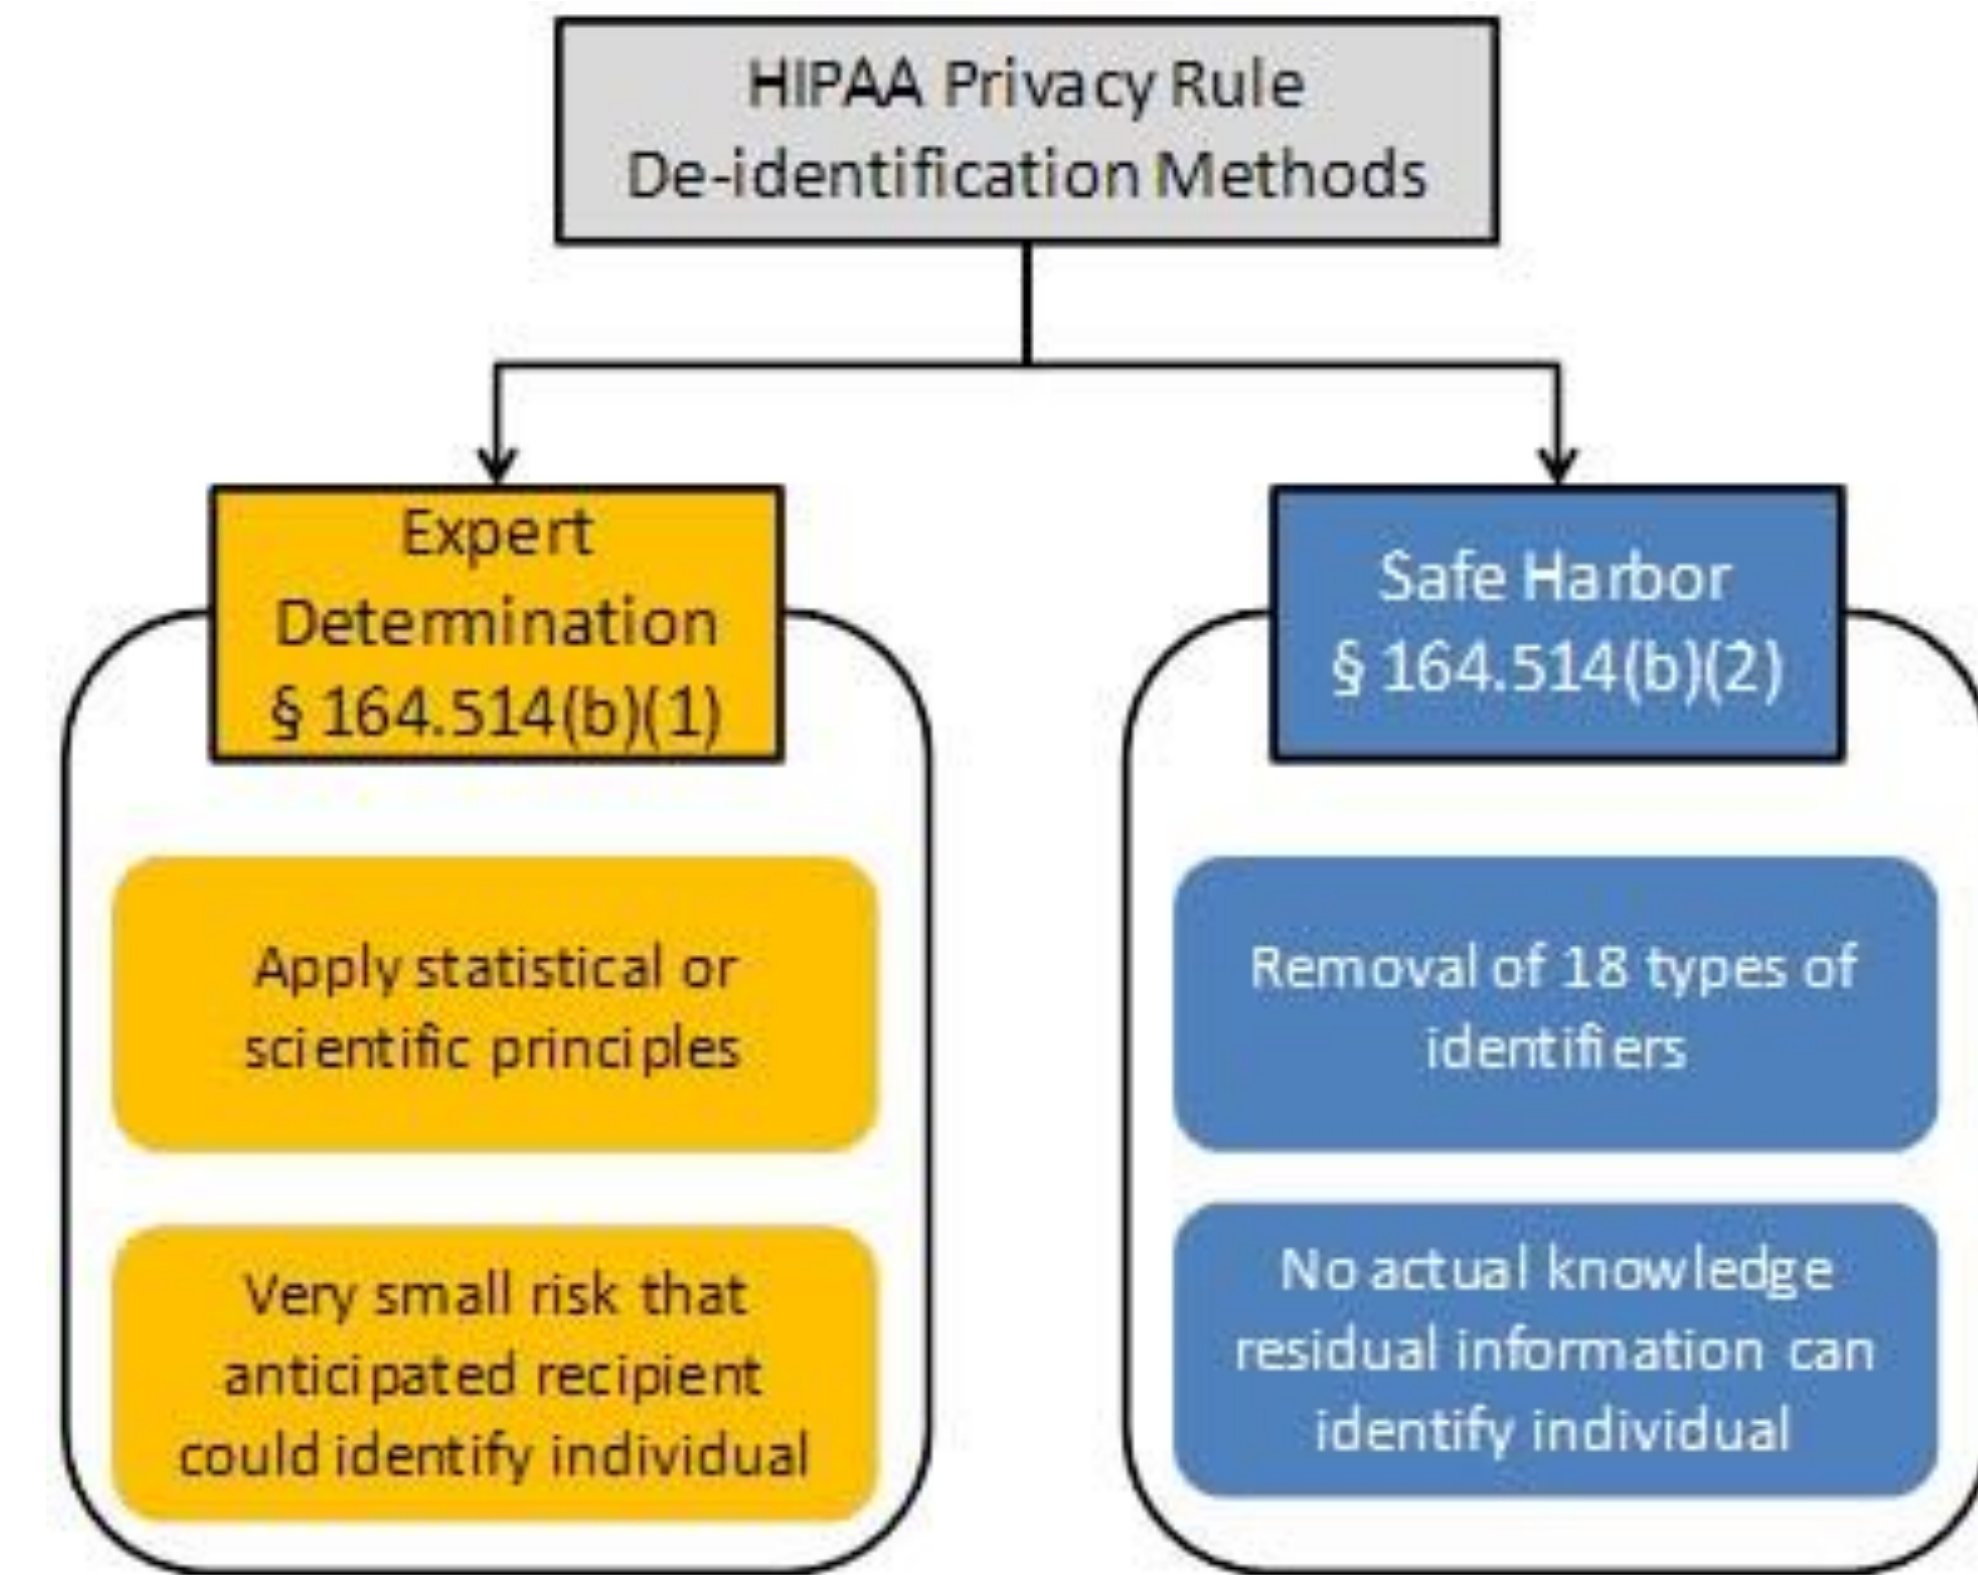 HIPAA Privacy Rule
De-identification Methods
Expert
Determination
§ 164.514(b)(1)
Apply statistical or
scientific principles
Very small risk that
anticipated recipient
could identify individual
Safe Harbor
§ 164.514(b)(2)
Removal of 18 types of
identifiers
No actual knowledge
residual information can
identify individual